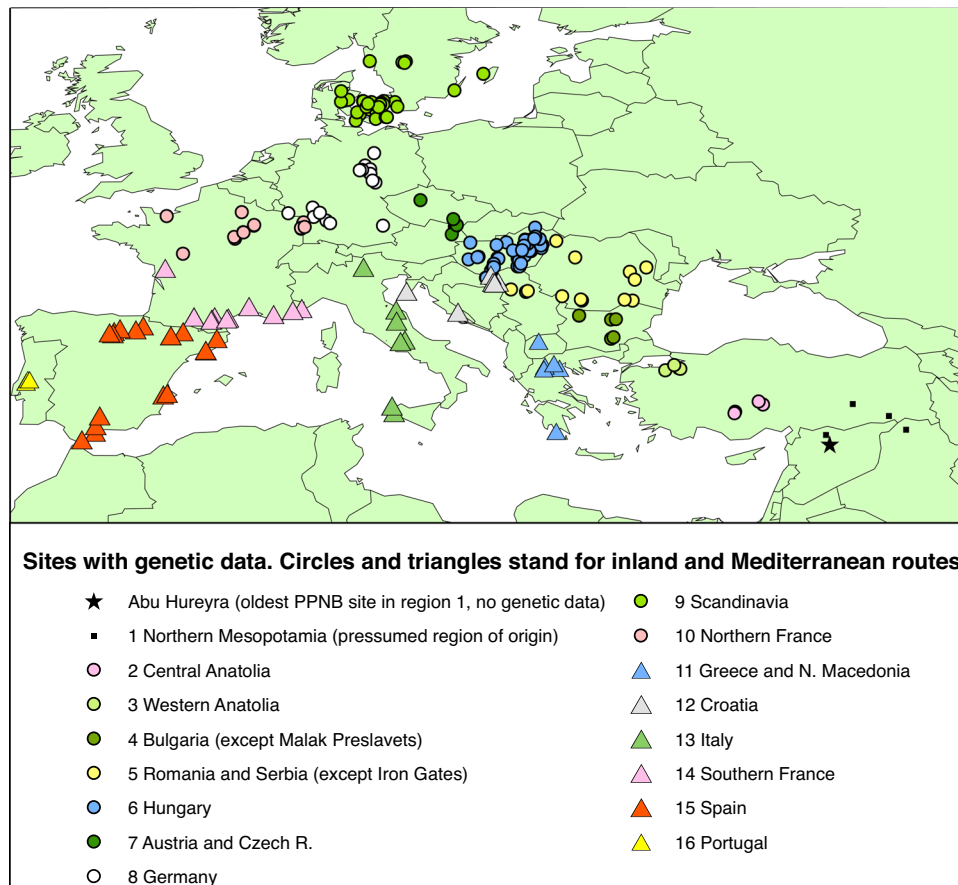 Sites with genetic data. Circles and triangles stand for inland and Mediterranean routes
Abu Hureyra (oldest PPNB site in region 1, no genetic data)
1 Northern Mesopotamia (pressumed region of origin)
2 Central Anatolia
3 Western Anatolia
4 Bulgaria (except Malak Preslavets)
5 Romania and Serbia (except Iron Gates)
6 Hungary
7 Austria and Czech R.
8 Germany
9 Scandinavia
10 Northern France
11 Greece and N. Macedonia
12 Croatia
13 Italy
14 Southern France
15 Spain
16 Portugal